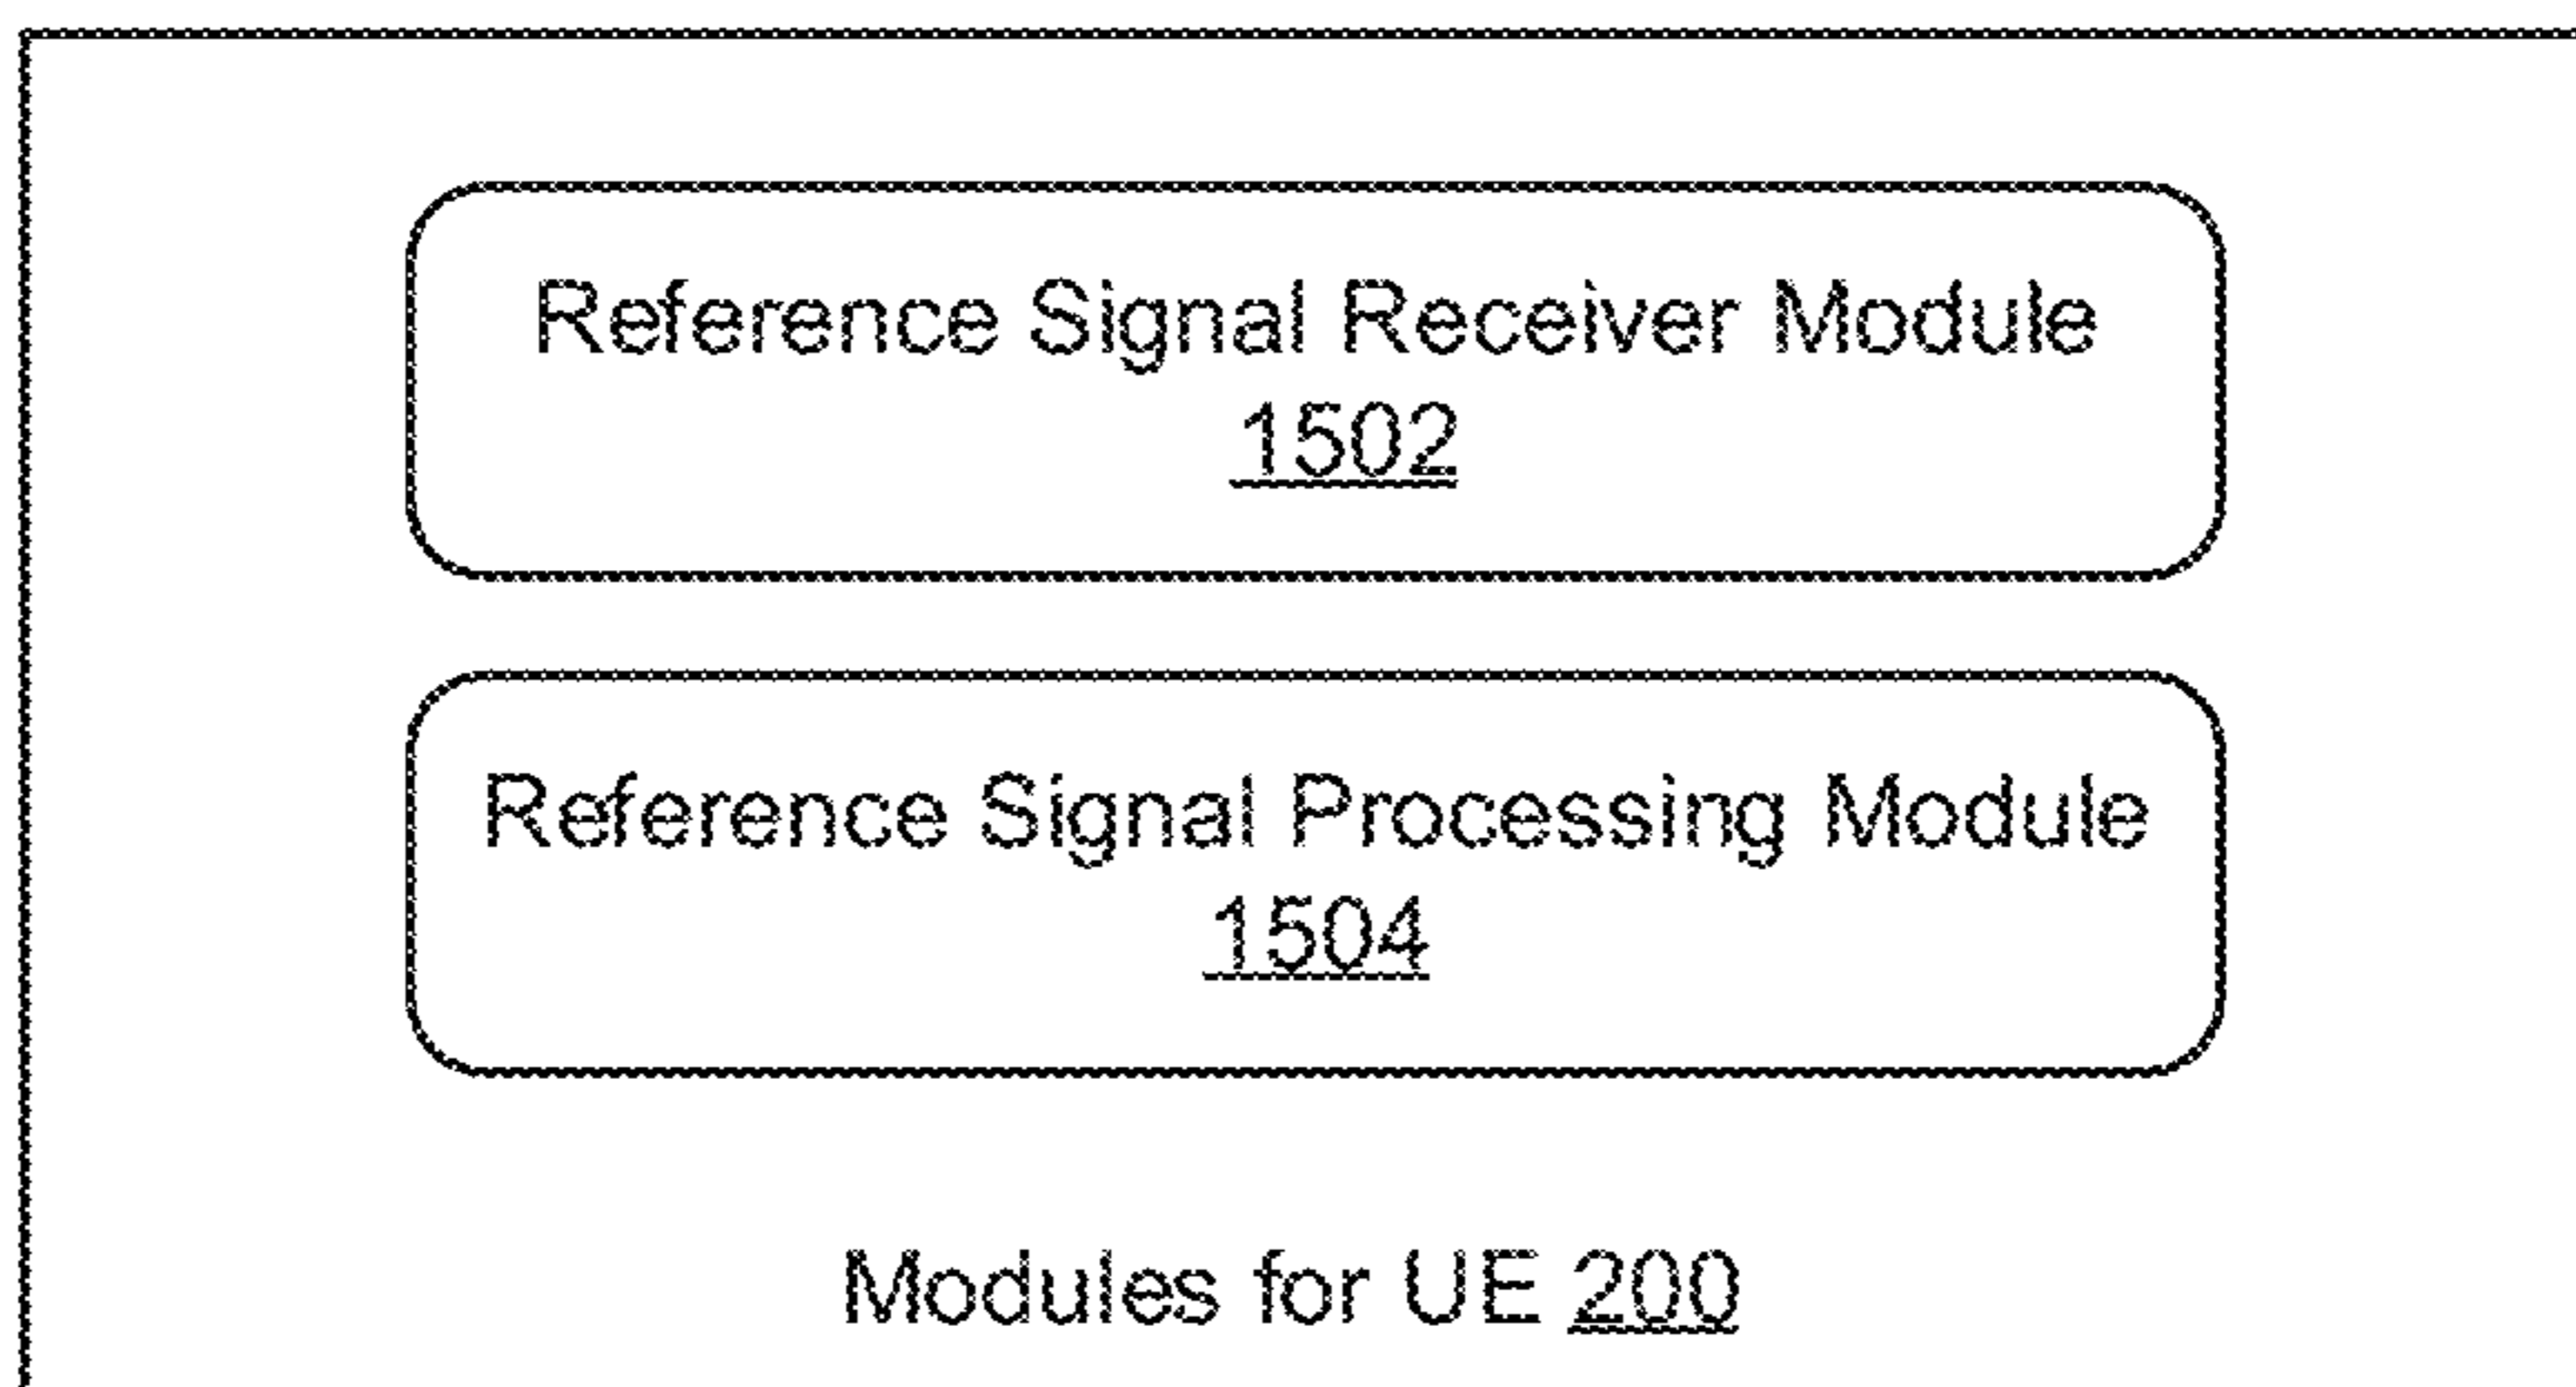 Reference Signal Receiver Module
1502
Reference Signal Processing Module
1504
Modules for UE 200